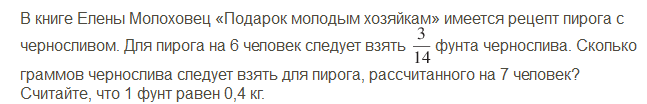 В книге Елены Молоховец «Подарок молодым хозяйкам» имеется рецепт пирога с
черносливом. Для пирога на 6 человек следует взять 3/14 фунта чернослива. Сколько
граммов чернослива следует взять для пирога, рассчитанного на 7 человек?
Считайте, что 1 фунт равен 0,4 кг.